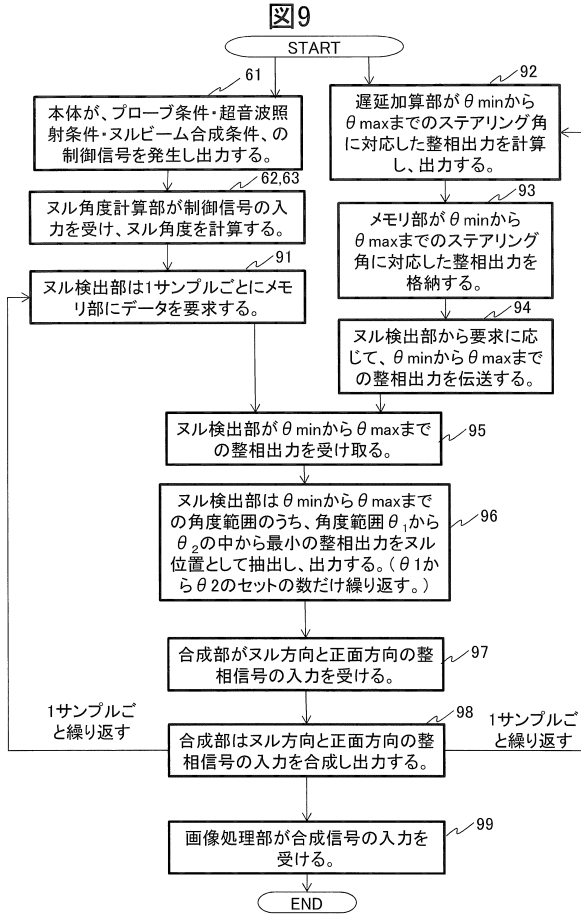 図9
START
61
本体が、プローブ条件・超音波照
射条件・ヌルビーム合成条件、の
制御信号を発生し出力する。
62,63
ヌル角度計算部が制御信号の入
力を受け、ヌル角度を計算する。
91
ヌル検出部は1サンプルごとにメモ
リ部にデータを要求する。
92
遅延加算部がθminから
θmaxまでのステアリング角
に対応した整相出力を計算
し、出力する。
93
メモリ部がθminから
θmaxまでのステアリング
角に対応した整相出力を
格納する。
94
ヌル検出部から要求に応
じて、θminからθmaxまで
の整相出力を伝送する。
ヌル検出部がθminからθmaxまで
の整相出力を受け取る。
95
ヌル検出部はθminからθmaxまで
の角度範囲のうち、角度範囲θ₁から
θ₂の中から最小の整相出力をヌル
位置として抽出し、出力する。(θ1か
らθ2のセットの数だけ繰り返す。)
96
合成部がヌル方向と正面方向の整
相信号の入力を受ける。
97
1サンプルご
と繰り返す
合成部はヌル方向と正面方向の整
相信号の入力を合成し出力する。
98
1サンプルご
と繰り返す
画像処理部が合成信号の入力を
受ける。
99
END